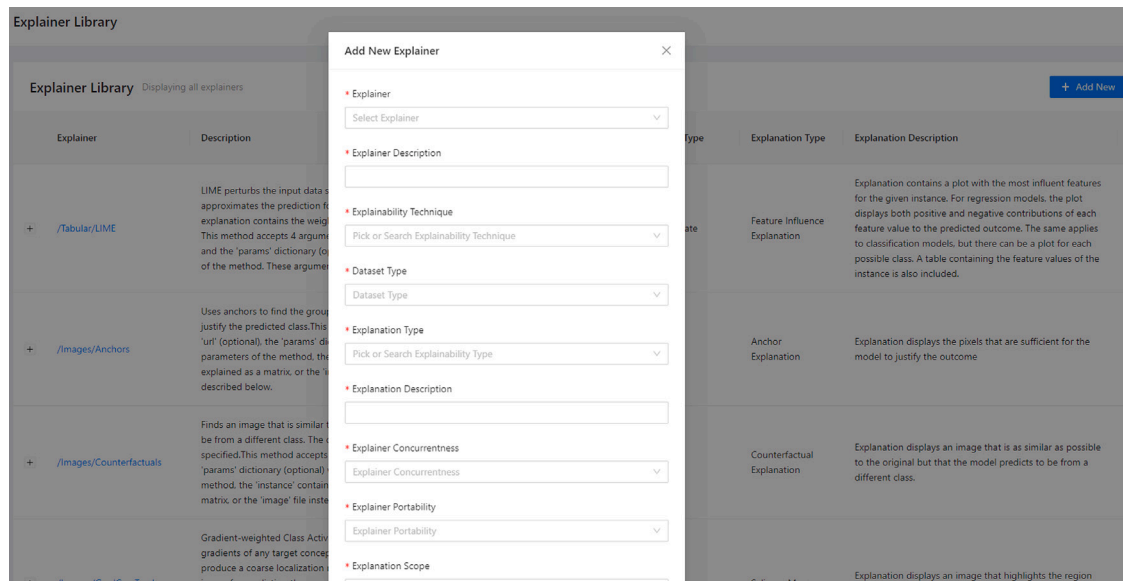 Explainer Library
Add New Explainer
Explainer Library Displaying all explainers
+ Add New
* Explainer
Select Explainer
* Explainer Description
* Explainability Technique
Pick or Search Explainability Technique
* Dataset Type
Dataset Type
* Explanation Type
Pick or Search Explainability Type
* Explanation Description
* Explainer Concurrentness
Explainer Concurrentness
* Explainer Portability
Explainer Portability
* Explanation Scope
Explainer
Description
Type
Explanation Type
Explanation Description
+ /Tabular/LIME
LIME perturbs the input data s
approximates the prediction fo
explanation contains the weig
This method accepts 4 argume
and the 'params' dictionary (o
of the method. These argumer
ate
Feature Influence
Explanation
Explanation contains a plot with the most influent features
for the given instance. For regression models, the plot
displays both positive and negative contributions of each
feature value to the predicted outcome. The same applies
to classification models, but there can be a plot for each
possible class. A table containing the feature values of the
instance is also included.
+ /Images/Anchors
Uses anchors to find the group
justify the predicted class.This
'url' (optional), the 'params' di
parameters of the method, the
explained as a matrix, or the 'i
described below.
Anchor
Explanation
Explanation displays the pixels that are sufficient for the
model to justify the outcome
+ /Images/Counterfactuals
Finds an image that is similar t
be from a different class. The
specified.This method accepts
'params' dictionary (optional)
method, the 'instance' contain
matrix, or the 'image' file inste
Counterfactual
Explanation
Explanation displays an image that is as similar as possible
to the original but that the model predicts to be from a
different class.
Gradient-weighted Class Activ
gradients of any target concep
produce a coarse localization
Explanation displays an image that highlights the region